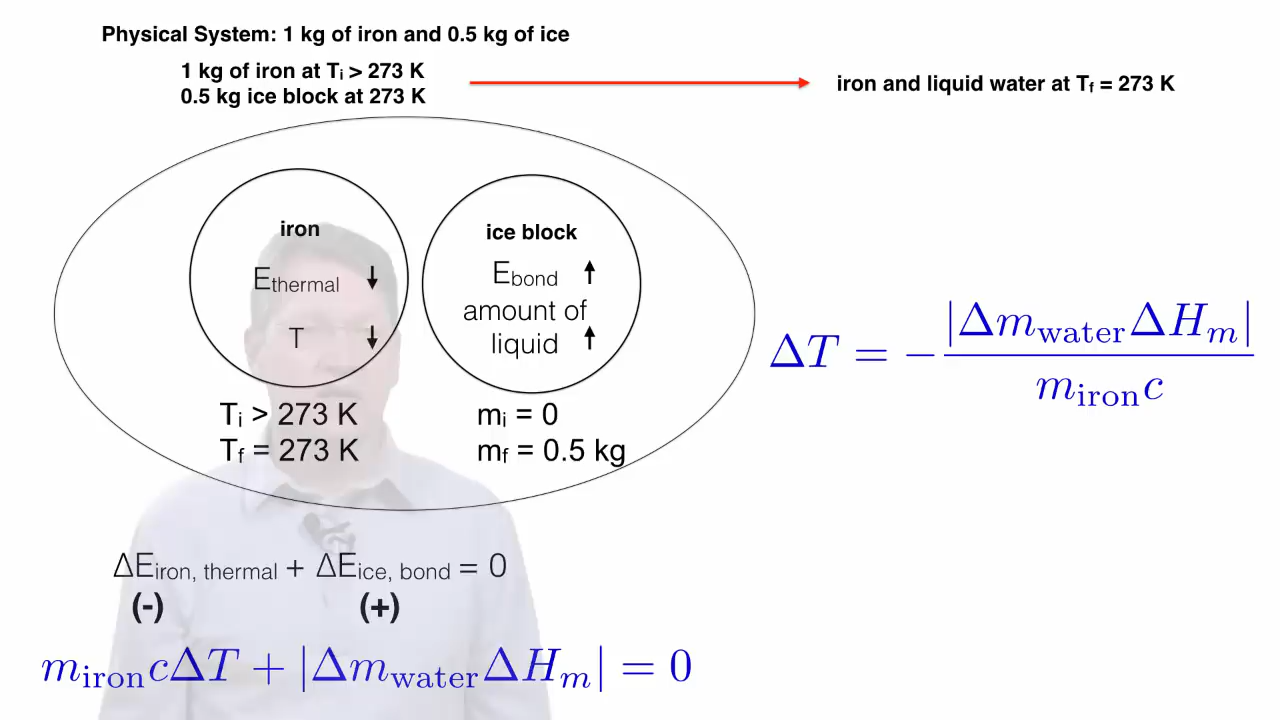 Physical System: 1 kg of iron and 0.5 kg of ice
1 kg of iron at Tᵢ > 273 K
0.5 kg ice block at 273 K
iron and liquid water at T_f = 273 K
iron
E_thermal ↓
T ↓
ice block
E_bond ↑
amount of
liquid ↑
Tᵢ > 273 K
T_f = 273 K
mᵢ = 0
m_f = 0.5 kg
ΔT = − |Δm_water ΔH_m| / m_iron c
ΔE_iron, thermal + ΔE_ice, bond = 0
(-) (+)
m_iron cΔT + |Δm_water ΔH_m| = 0